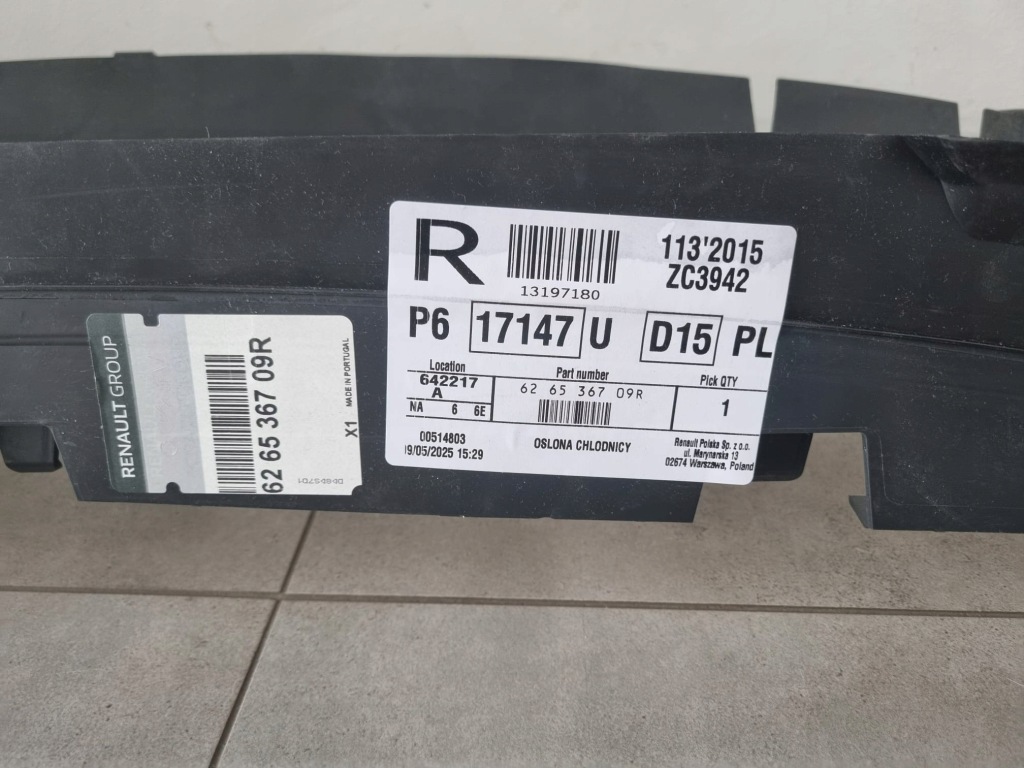 RENAULT GROUP
62 65 367 09R
X1 MADE IN PORTUGAL
R
13197180
113'2015
ZC3942
P6 17147 U D15 PL
Location
642217
A
NA 6 6E
Part number
62 65 367 09R
Pick QTY
1
00514803
19/05/2025 15:29
OSLONA CHLODNICY
Renault Polska Sp. z o.o.
ul. Marynarska 13
02674 Warszawa, Poland